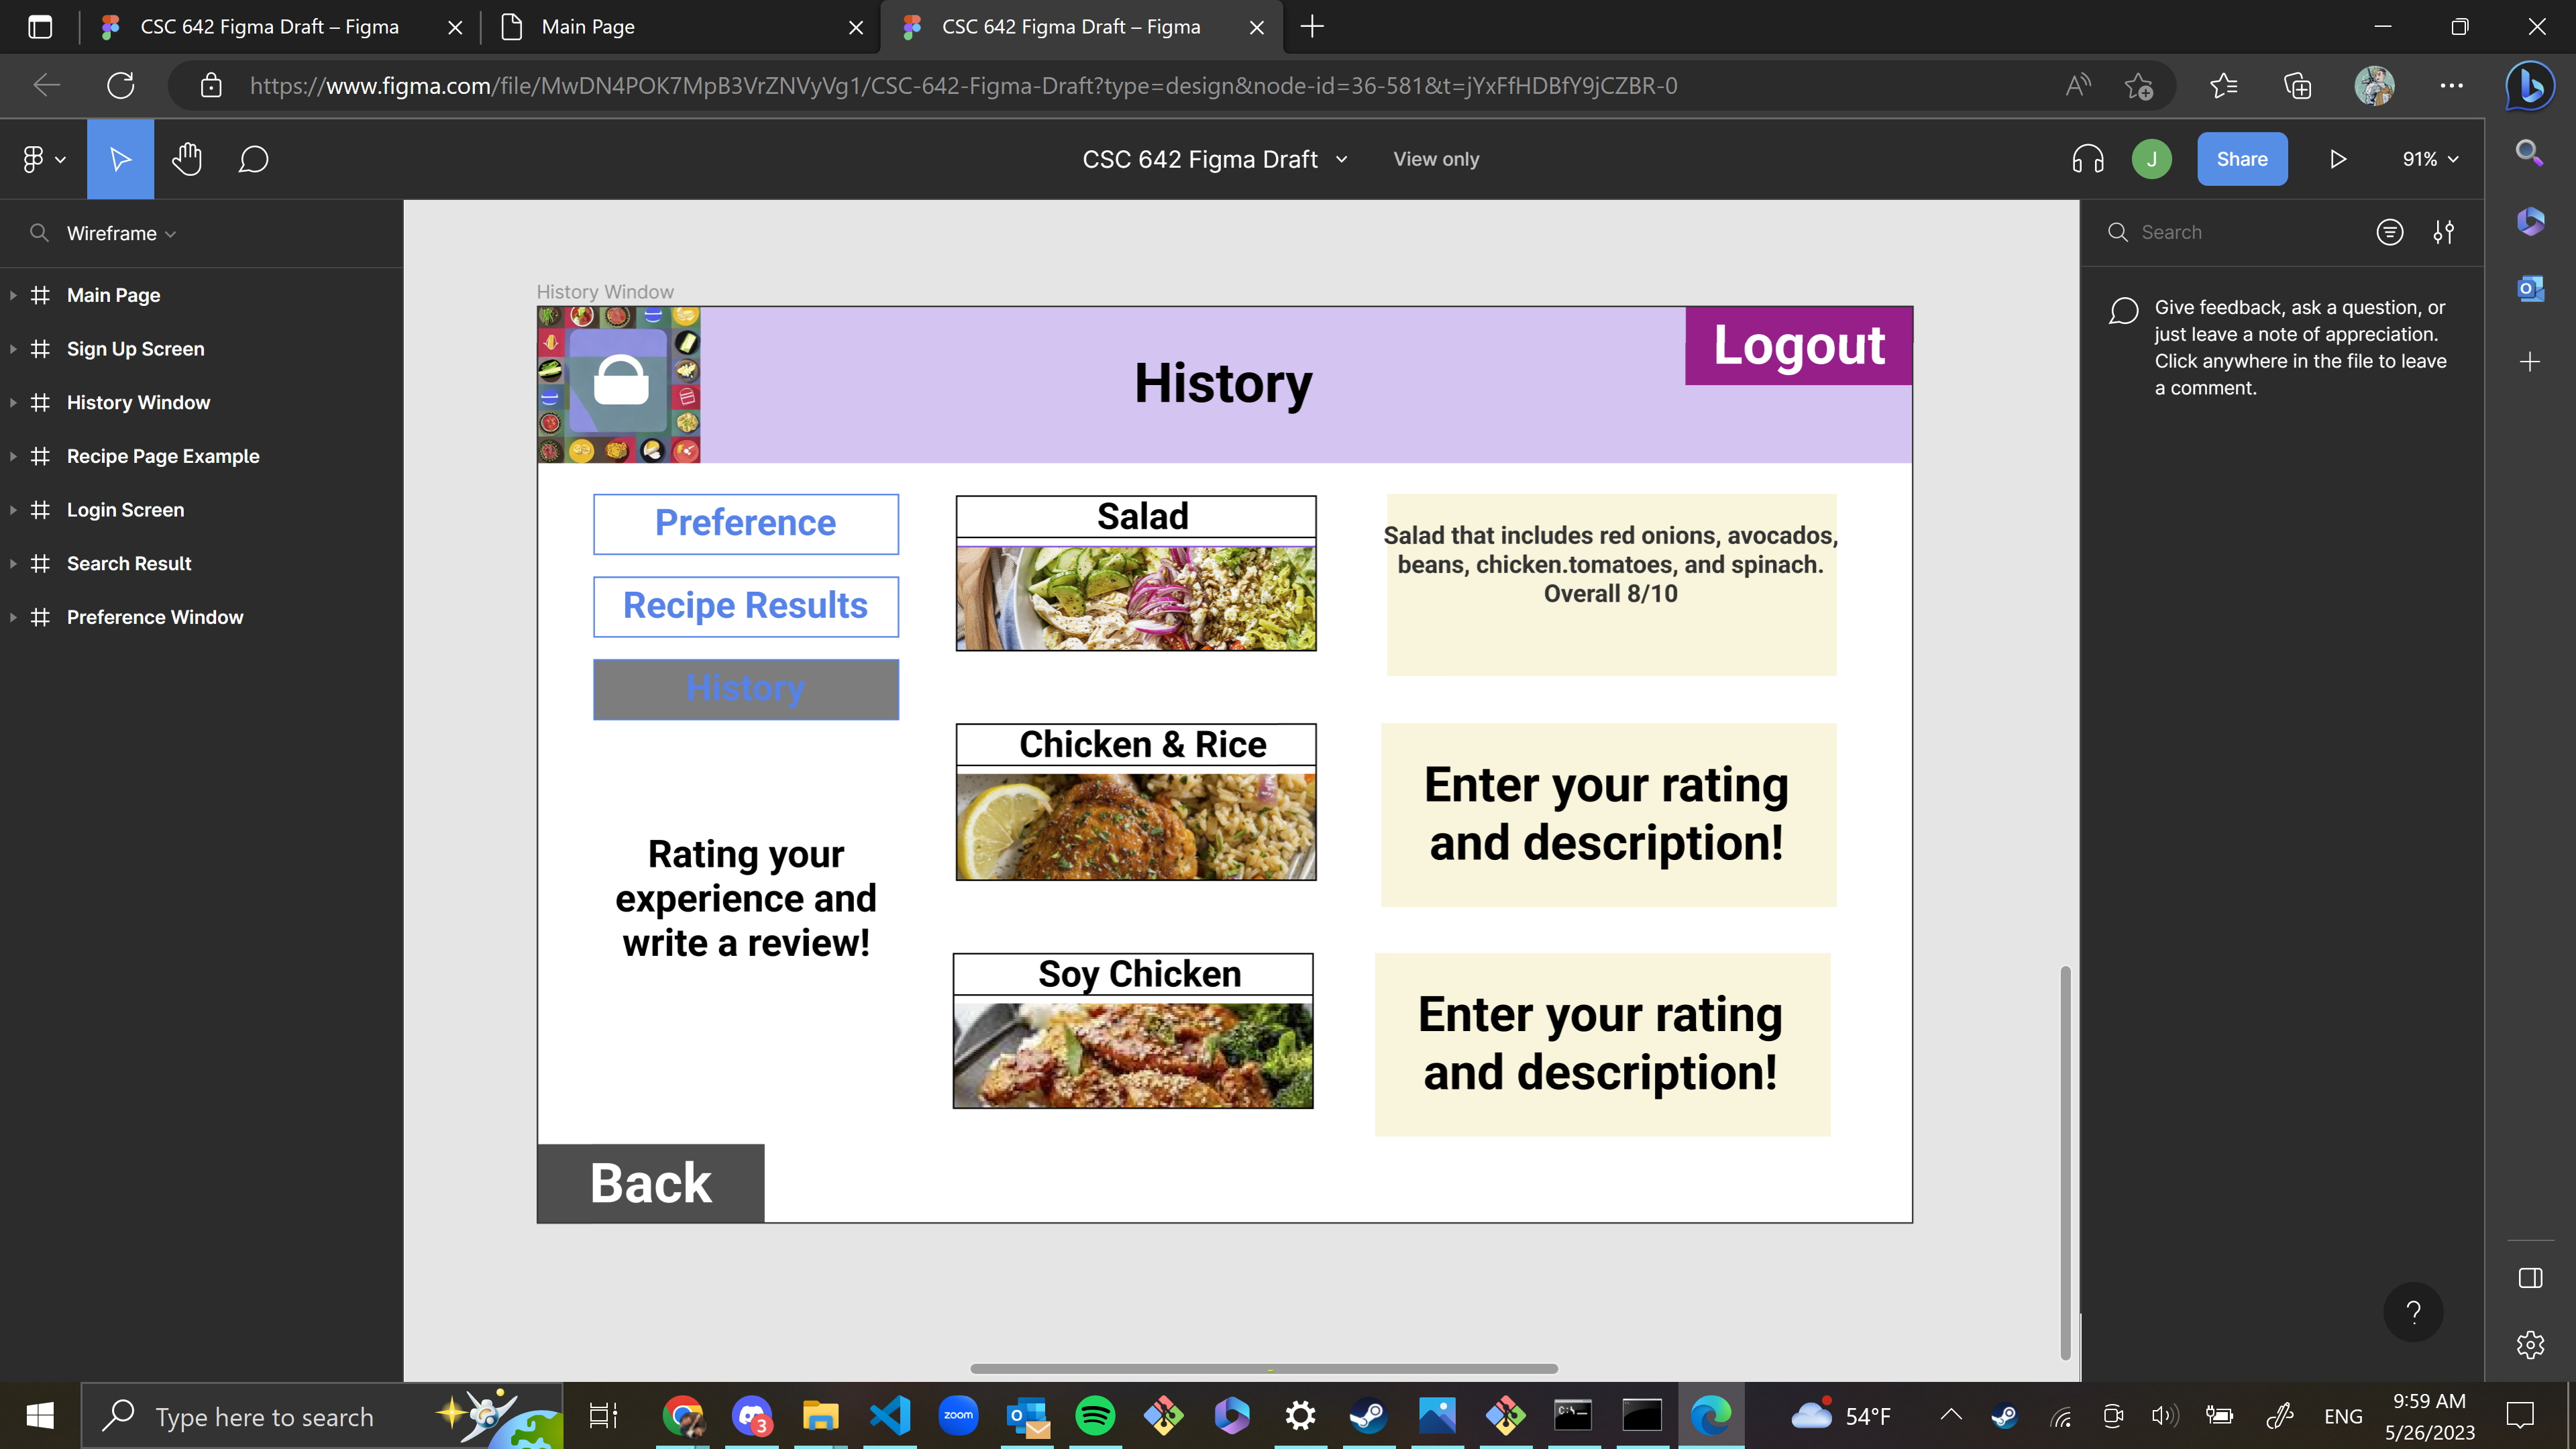 CSC 642 Figma Draft – Figma
Main Page
CSC 642 Figma Draft – Figma
https://www.figma.com/file/MwDN4POK7MpB3VrZNVyVg1/CSC-642-Figma-Draft?type=design&node-id=36-581&t=jYxFfHDBfY9jCZBR-0
CSC 642 Figma Draft
View only
J
Share
91%
Wireframe
Main Page
Sign Up Screen
History Window
Recipe Page Example
Login Screen
Search Result
Preference Window
History Window
History
Logout
Preference
Recipe Results
History
Rating your
experience and
write a review!
Back
Salad
Salad that includes red onions, avocados,
beans, chicken.tomatoes, and spinach.
Overall 8/10
Chicken & Rice
Enter your rating
and description!
Soy Chicken
Enter your rating
and description!
Search
Give feedback, ask a question, or
just leave a note of appreciation.
Click anywhere in the file to leave
a comment.
?
Type here to search
3
zoom
54°F
ENG
9:59 AM
5/26/2023